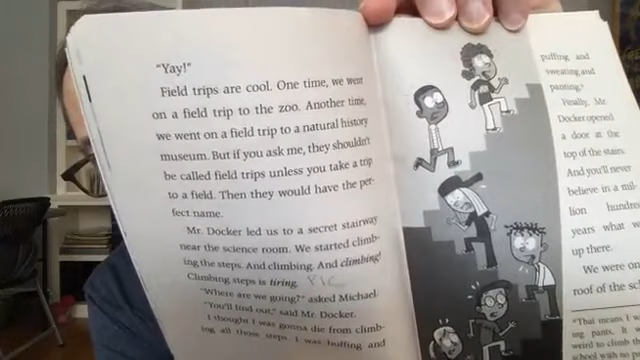 "Yay!"
Field trips are cool. One time, we went
on a field trip to the zoo. Another time,
we went on a field trip to a natural history
museum. But if you ask me, they shouldn't
be called field trips unless you take a trip
to a field. Then they would have the per-
fect name.
Mr. Docker led us to a secret stairway
near the science room. We started climb-
ing the steps. And climbing. And climbing!
Climbing steps is tiring.
"Where are we going?" asked Michael.
"You'll find out," said Mr. Docker.
I thought I was gonna die from climb-
ing all those steps. I was huffing and
puffing and
sweating and
panting.
Finally, Mr.
Docker opened
a door at the
top of the stairs.
And you'll never
believe in a mil-
lion hundred
years what w
up there.
We were on
roof of the sc
"That means I w
ing pants. It
weird to climb
school with no p